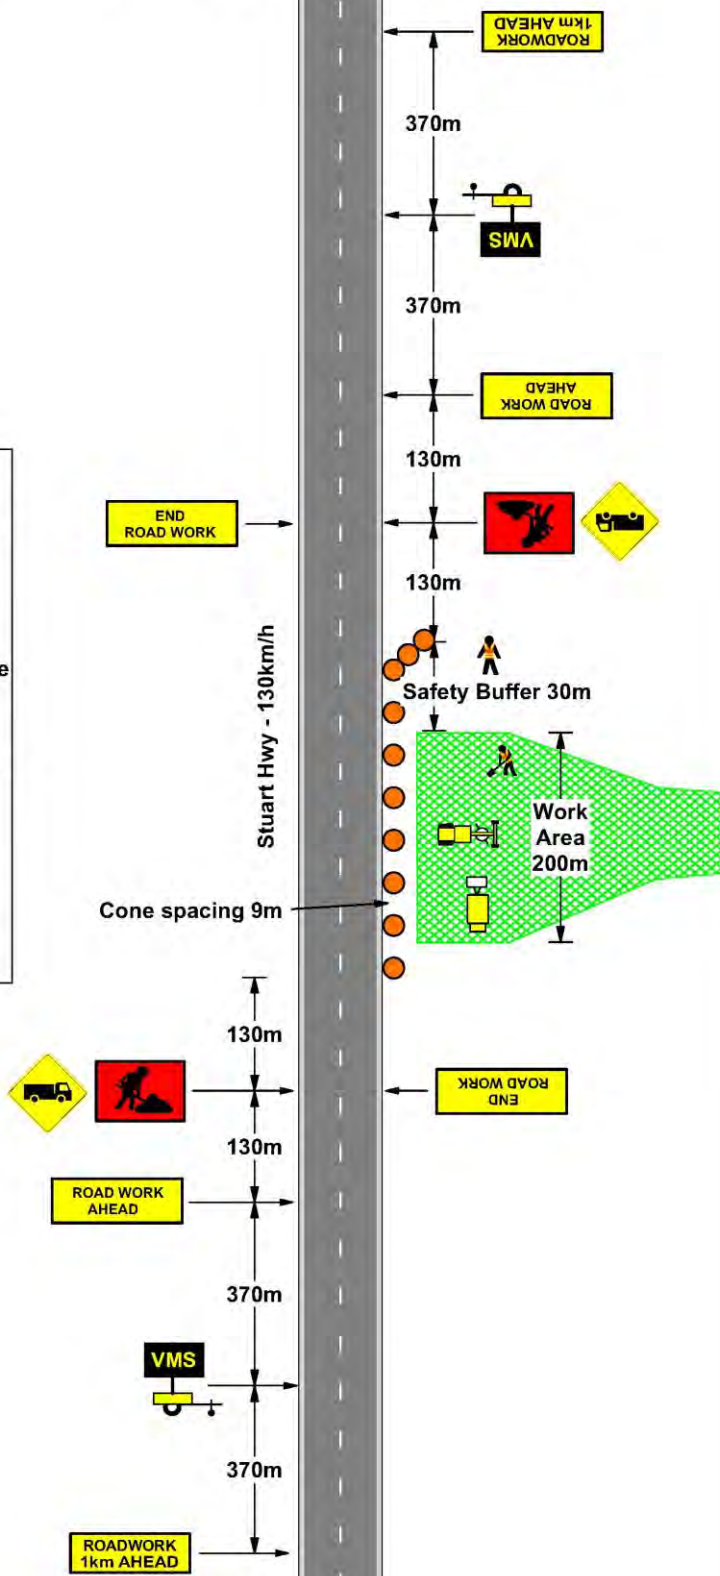 ROADWORK
1km AHEAD
370m
VMS
370m
ROAD WORK
AHEAD
130m
END
ROAD WORK
130m
e
Safety Buffer 30m
Stuart Hwy - 130km/h
Work
Area
200m
Cone spacing 9m
130m
END
ROAD WORK
130m
ROAD WORK
AHEAD
370m
VMS
370m
ROADWORK
1km AHEAD